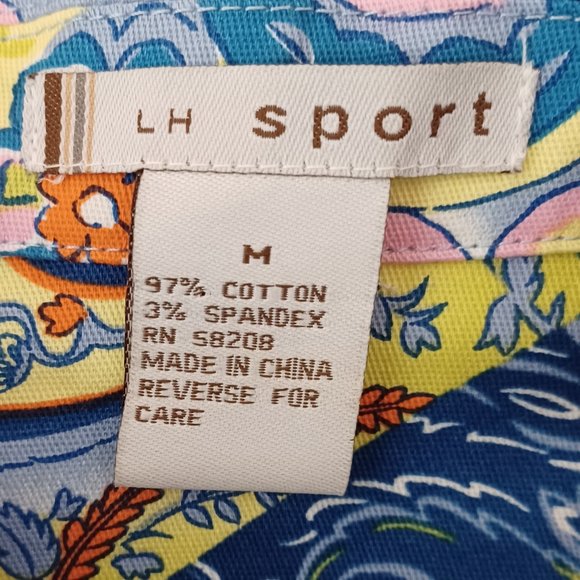 LH sport
M
97% COTTON
3% SPANDEX
RN 58208
MADE IN CHINA
REVERSE FOR
CARE